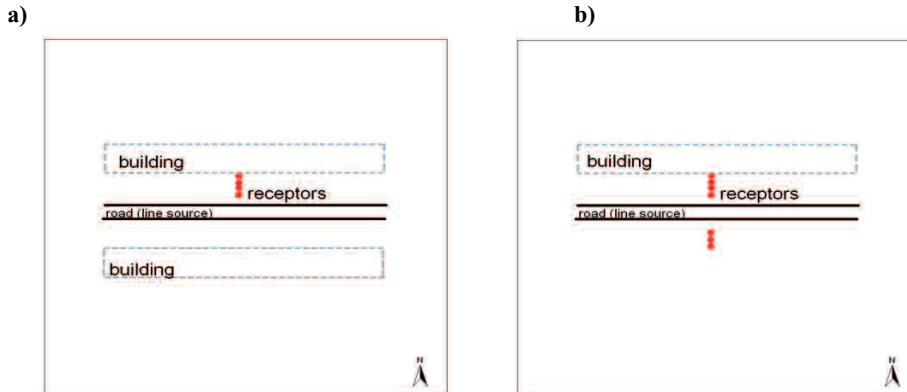 a)
building
receptors
road (line source)
building
N
b)
building
receptors
road (line source)
N